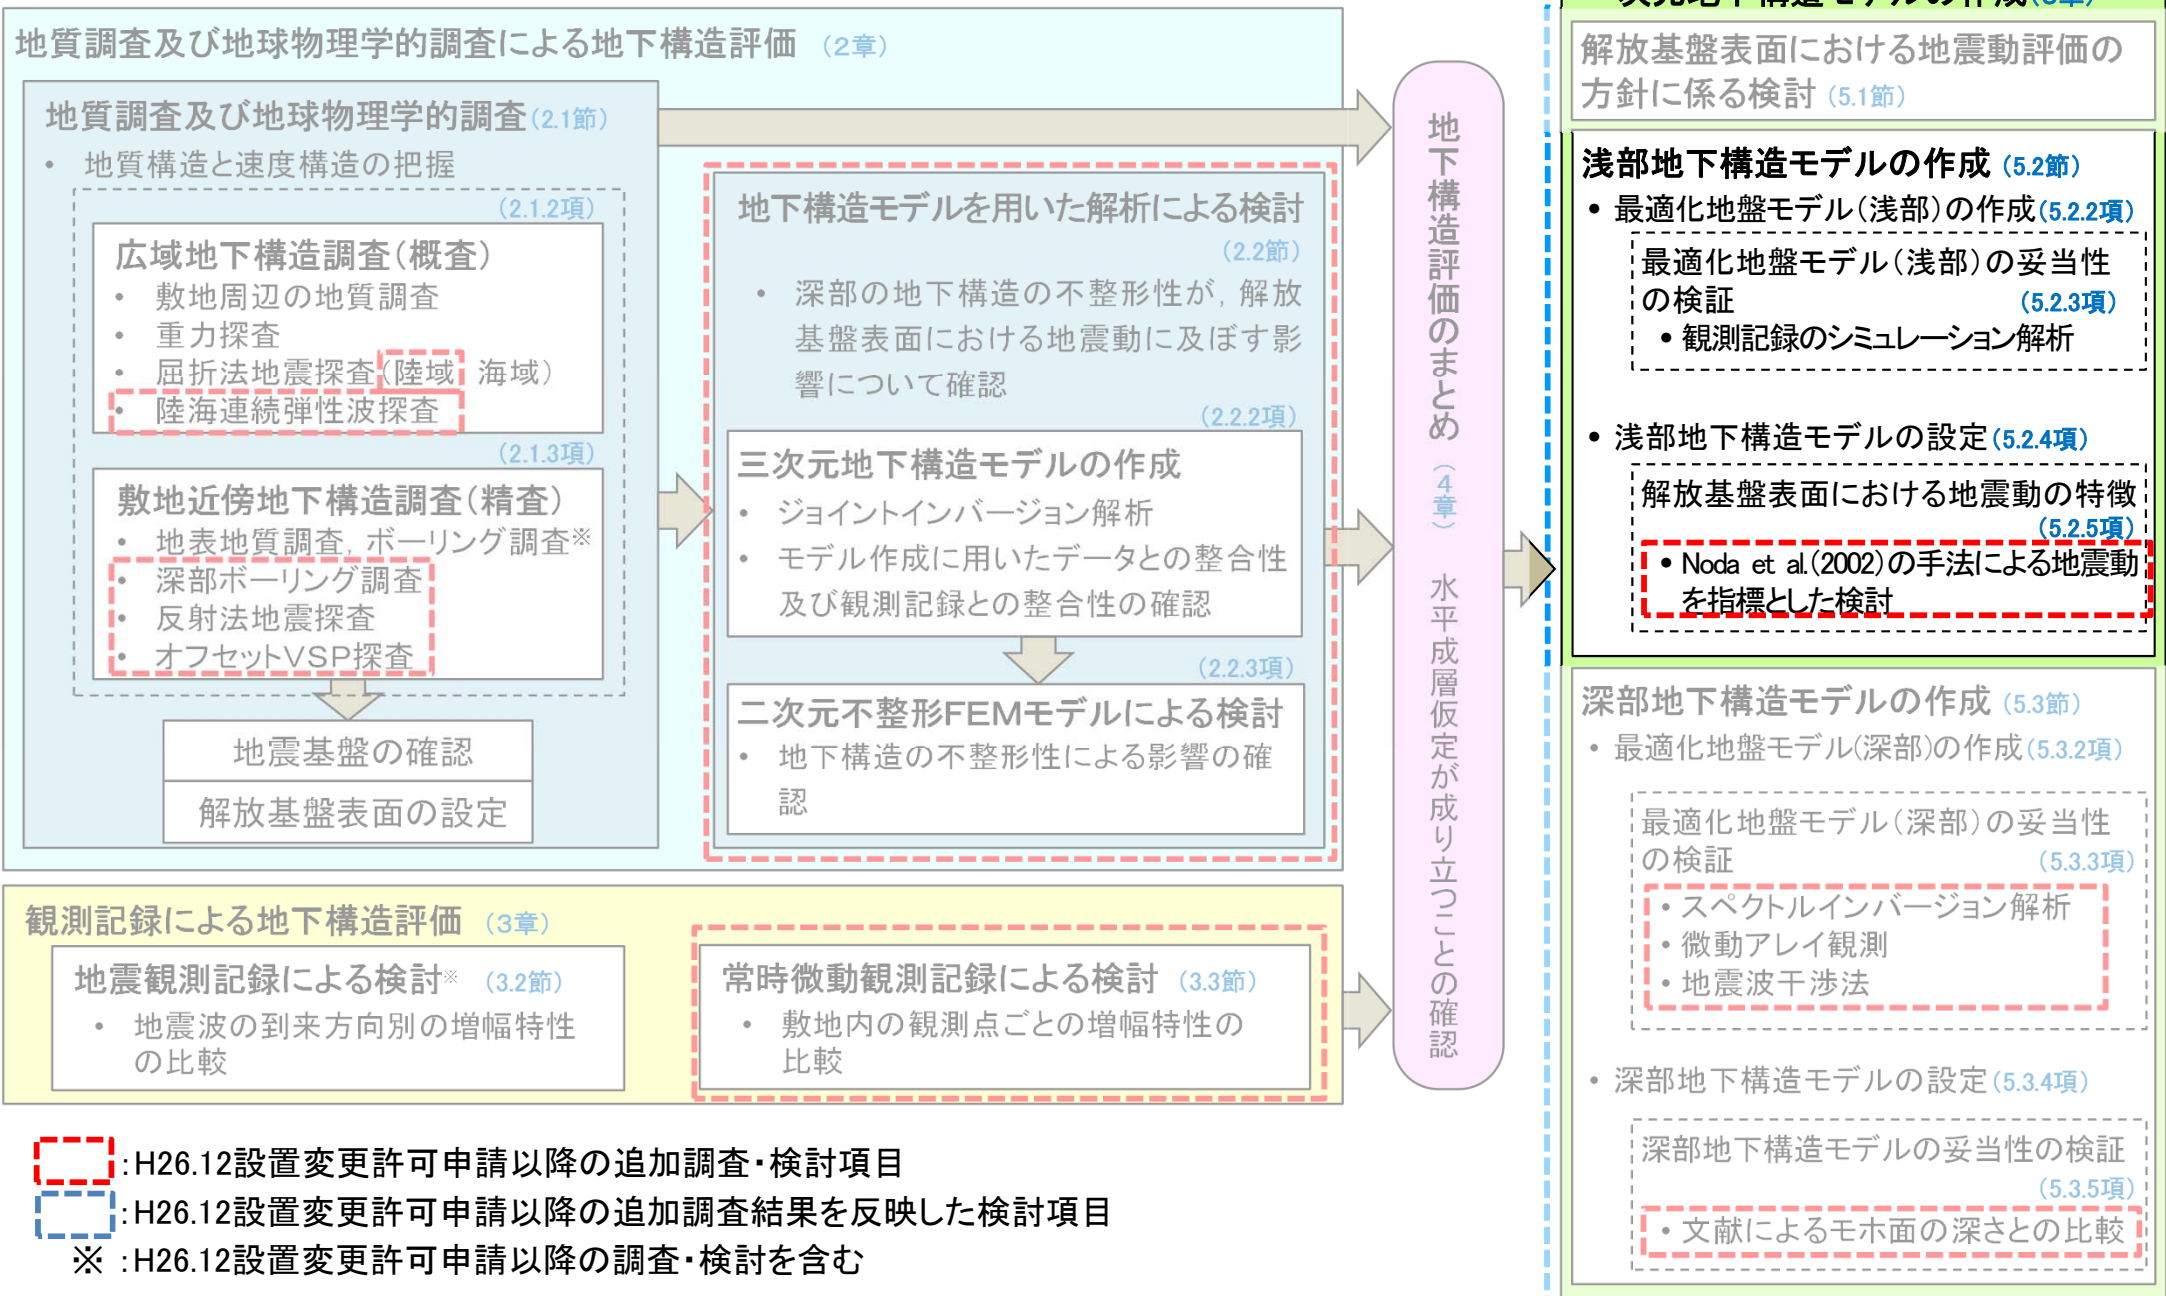 地質調査及び地球物理学的調査による地下構造評価 (2章)
地質調査及び地球物理学的調査(2.1節)
• 地質構造と速度構造の把握
(2.1.2項)
広域地下構造調査(概査)
• 敷地周辺の地質調査
• 重力探査
• 屈折法地震探査(陸域 海域)
• 陸海連続弾性波探査
(2.1.3項)
敷地近傍地下構造調査(精査)
• 地表地質調査, ボーリング調査※
• 深部ボーリング調査
• 反射法地震探査
• オフセットVSP探査
地震基盤の確認
解放基盤表面の設定
地下構造モデルを用いた解析による検討
(2.2節)
• 深部の地下構造の不整形性が, 解放
基盤表面における地震動に及ぼす影
響について確認
(2.2.2項)
三次元地下構造モデルの作成
• ジョイントインバージョン解析
• モデル作成に用いたデータとの整合性
及び観測記録との整合性の確認
(2.2.3項)
二次元不整形FEMモデルによる検討
• 地下構造の不整形性による影響の確
認
観測記録による地下構造評価 (3章)
地震観測記録による検討※ (3.2節)
• 地震波の到来方向別の増幅特性
の比較
常時微動観測記録による検討 (3.3節)
• 敷地内の観測点ごとの増幅特性の
比較
地下構造評価のまとめ(4章) 水平成層仮定が成り立つことの確認
次元地下構造モデルの作成(5章)
解放基盤表面における地震動評価の
方針に係る検討 (5.1節)
浅部地下構造モデルの作成 (5.2節)
• 最適化地盤モデル(浅部)の作成(5.2.2項)
最適化地盤モデル(浅部)の妥当性
の検証 (5.2.3項)
• 観測記録のシミュレーション解析
• 浅部地下構造モデルの設定(5.2.4項)
解放基盤表面における地震動の特徴
(5.2.5項)
• Noda et al.(2002)の手法による地震動
を指標とした検討
深部地下構造モデルの作成 (5.3節)
• 最適化地盤モデル(深部)の作成(5.3.2項)
最適化地盤モデル(深部)の妥当性
の検証 (5.3.3項)
• スペクトルインバージョン解析
• 微動アレイ観測
• 地震波干渉法
• 深部地下構造モデルの設定(5.3.4項)
深部地下構造モデルの妥当性の検証
(5.3.5項)
• 文献によるモホ面の深さとの比較
:H26.12設置変更許可申請以降の追加調査・検討項目
:H26.12設置変更許可申請以降の追加調査結果を反映した検討項目
※ :H26.12設置変更許可申請以降の調査・検討を含む